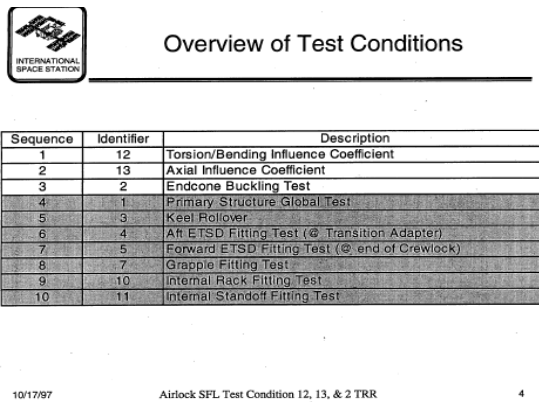 INTERNATIONAL
SPACE STATION
Overview of Test Conditions
Sequence Identifier Description
1 12 Torsion/Bending Influence Coefficient
2 13 Axial Influence Coefficient
3 2 Endcone Buckling Test
4 1 Primary Structure Global Test
5 3 Keel Rollover
6 4 Aft ETSD Fitting Test (@ Transition Adapter)
7 5 Forward ETSD Fitting Test (@ end of Crewlock)
8 7 Grapple Fitting Test
9 10 Internal Rack Fitting Test
10 11 Internal Standoff Fitting Test
10/17/97 Airlock SFL Test Condition 12, 13, & 2 TRR 4